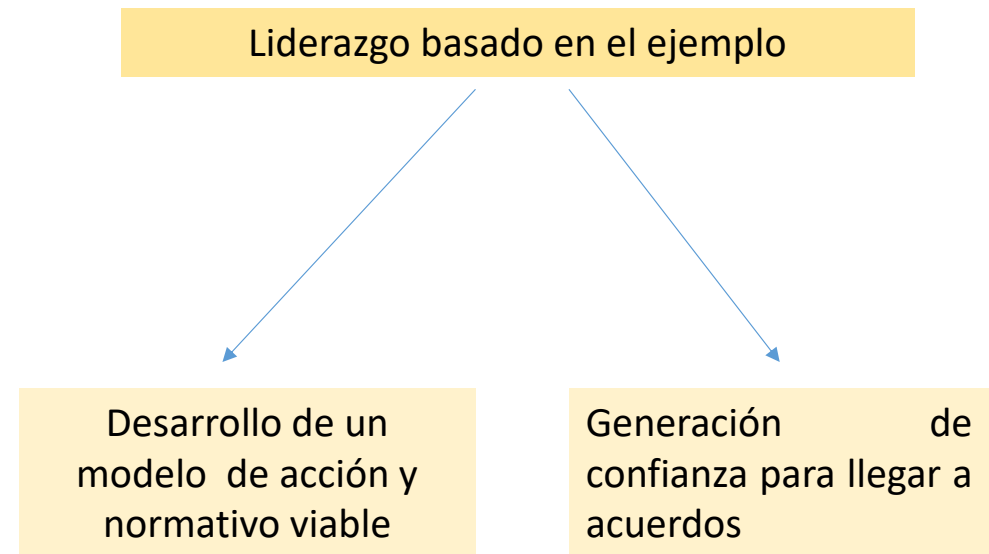 Liderazgo basado en el ejemplo
Desarrollo de un
modelo de acción y
normativo viable
Generación de
confianza para llegar a
acuerdos